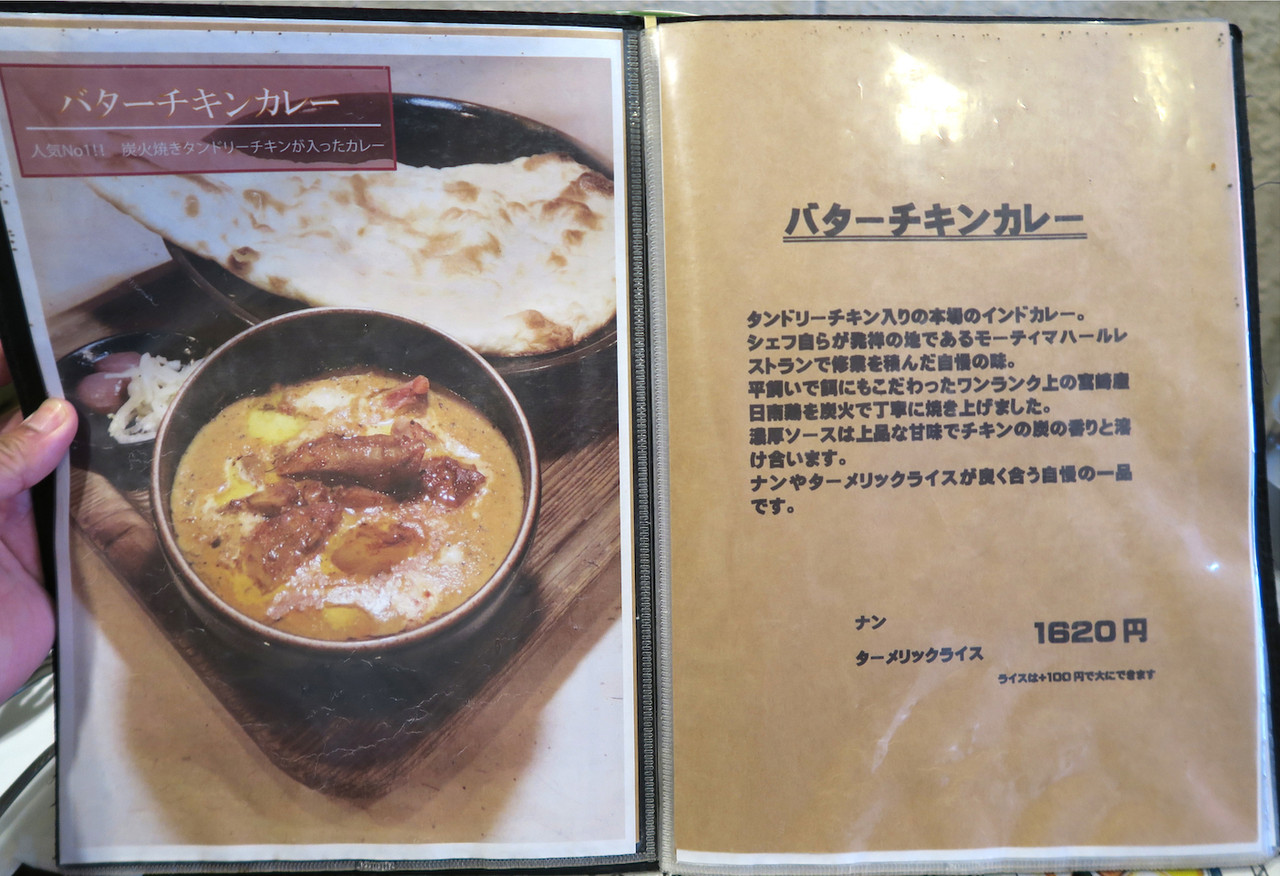 バターチキンカレー
人気No1!!　炭火焼きタンドリーチキンが入ったカレー
バターチキンカレー
タンドリーチキン入りの本場のインドカレー。
シェフ自らが発祥の地であるモーテイマハールレ
ストランで修業を積んだ自慢の味。
平飼いで餌にもこだわったワンランク上の宮崎産
日南鶏を炭火で丁寧に焼き上げました。
濃厚ソースは上品な甘味でチキンの炭の香りと溶
け合います。
ナンやターメリックライスが良く合う自慢の一品
です。
ナン
ターメリックライス
1620円
ライスは+100円で大にできます